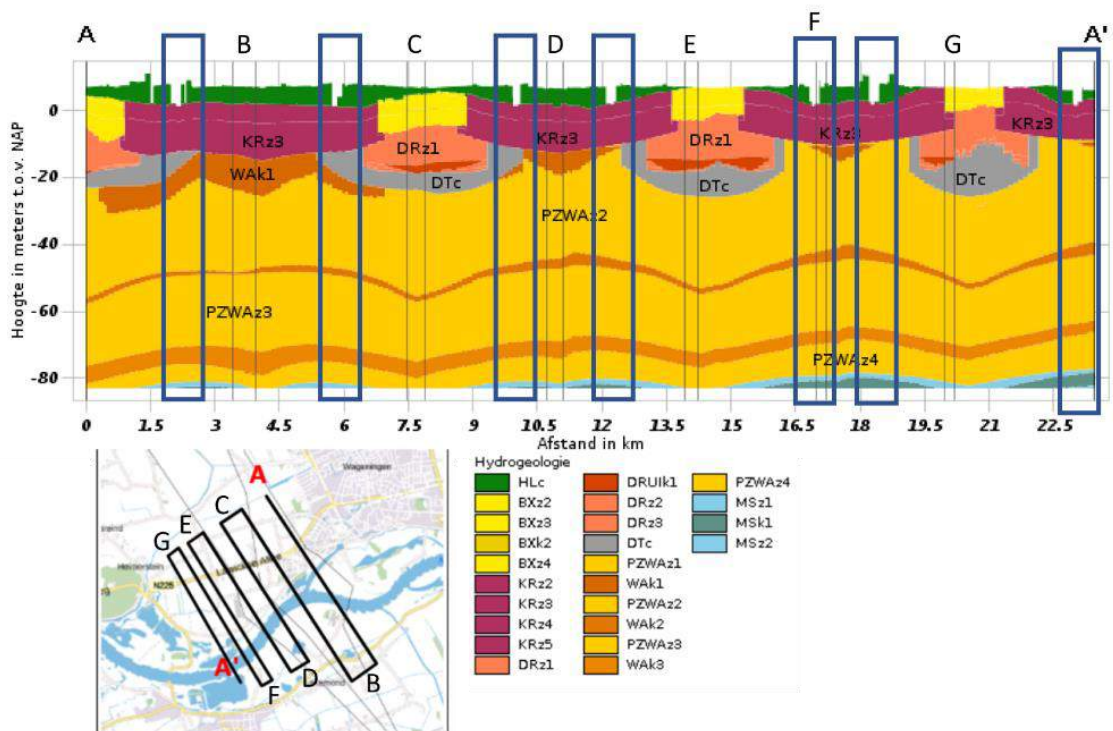 A B C D E F G A'
Hoogte in meters t.o.v. NAP
0
-20
-40
-60
-80
KRz3 DRz1 KRz3 DRz1 KRz3 KRz3
WAk1 DTc DTc DTc
PZWAz2
PZWAz3
PZWAz4
0 1.5 3 4.5 6 7.5 9 10.5 12 13.5 15 16.5 18 19.5 21 22.5
Afstand in km
A
Wageningen
C
E
G
N225
A'
F
D
B
Hydrogeologie
HLc
BXz2
BXz3
BXk2
BXz4
KRz2
KRz3
KRz4
KRz5
DRz1
DRUIk1
DRz2
DRz3
DTc
PZWAz1
WAk1
PZWAz2
WAk2
PZWAz3
WAk3
PZWAz4
MSz1
MSk1
MSz2